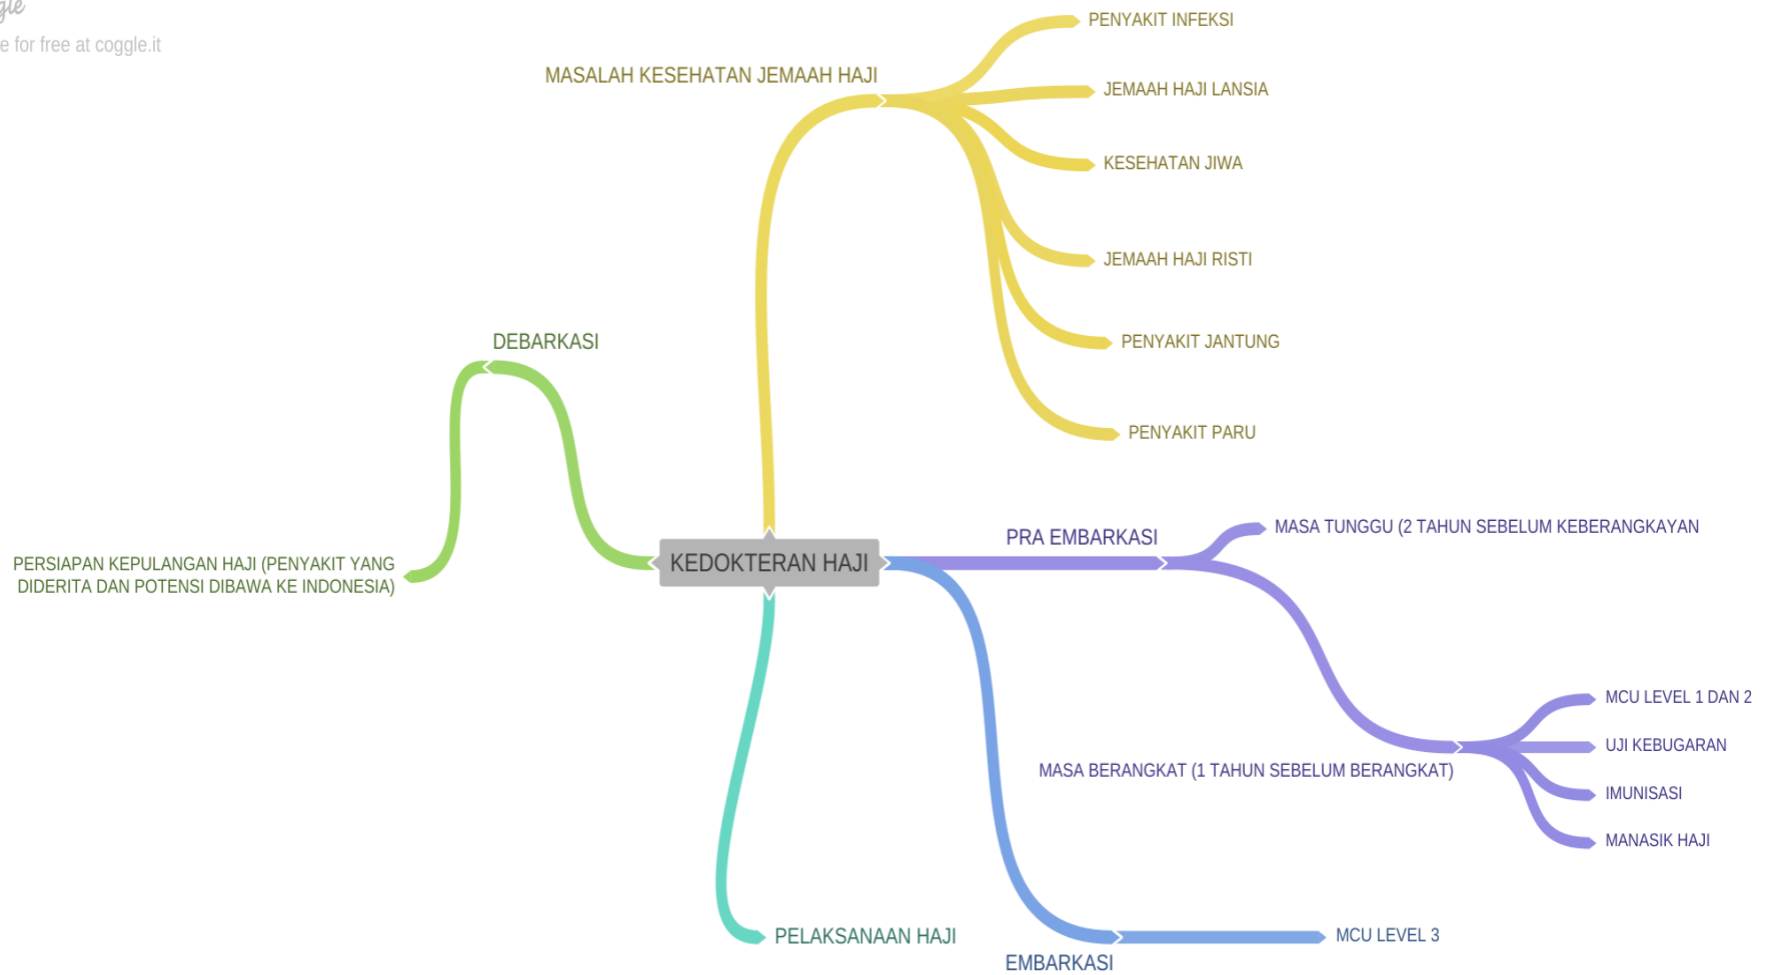 e for free at coggle.it
PENYAKIT INFEKSI
MASALAH KESEHATAN JEMAAH HAJI
JEMAAH HAJI LANSIA
KESEHATAN JIWA
JEMAAH HAJI RISTI
PENYAKIT JANTUNG
PENYAKIT PARU
DEBARKASI
PERSIAPAN KEPULANGAN HAJI (PENYAKIT YANG
DIDERITA DAN POTENSI DIBAWA KE INDONESIA)
KEDOKTERAN HAJI
PRA EMBARKASI
MASA TUNGGU (2 TAHUN SEBELUM KEBERANGKAYAN
MASA BERANGKAT (1 TAHUN SEBELUM BERANGKAT)
MCU LEVEL 1 DAN 2
UJI KEBUGARAN
IMUNISASI
MANASIK HAJI
PELAKSANAAN HAJI
EMBARKASI
MCU LEVEL 3